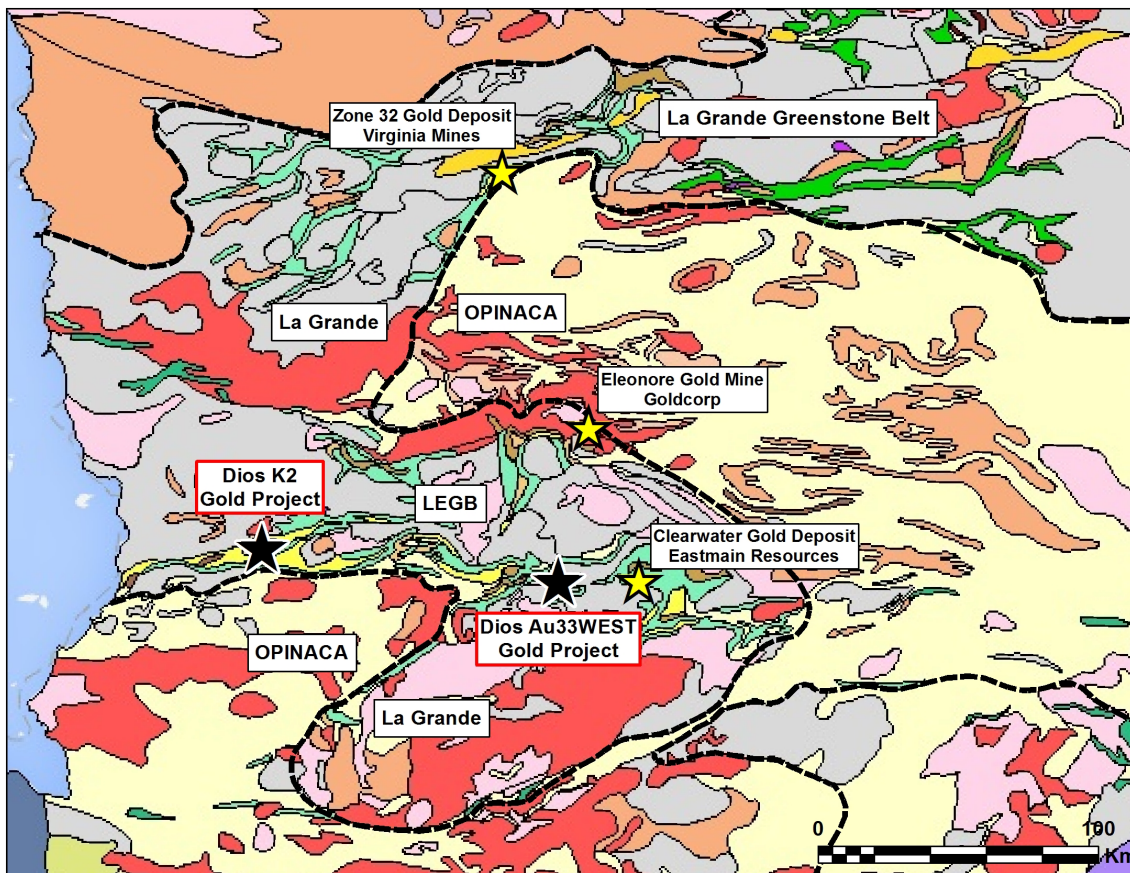 Zone 32 Gold Deposit
Virginia Mines
La Grande Greenstone Belt
La Grande
OPINACA
Eleonore Gold Mine
Goldcorp
Dios K2
Gold Project
LEGB
Clearwater Gold Deposit
Eastmain Resources
Dios Au33WEST
Gold Project
OPINACA
La Grande
0
100
Km